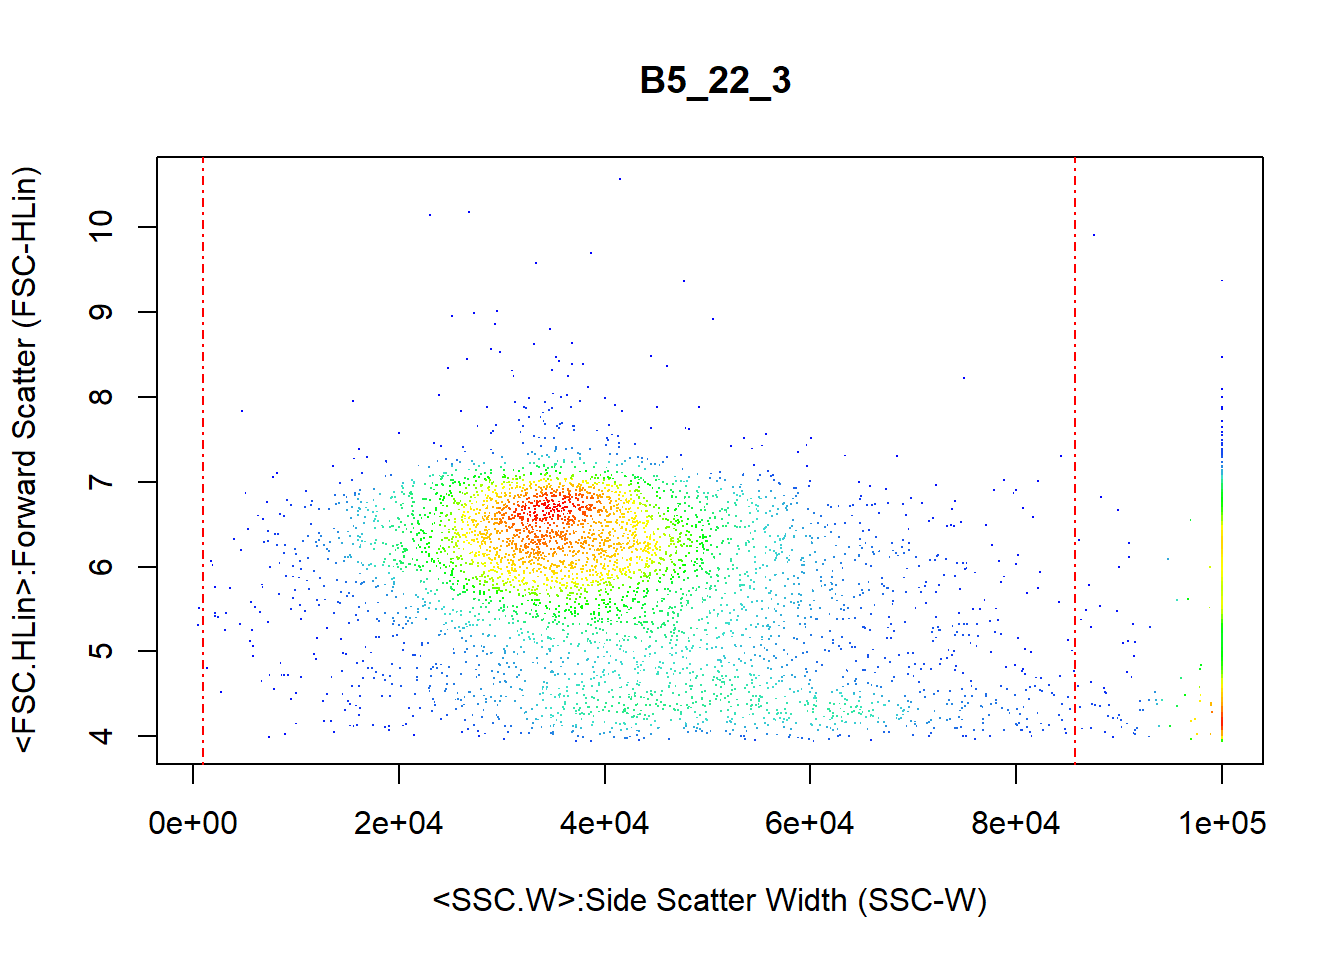 B5_22_3
<FSC.HLin>:Forward Scatter (FSC-HLin)
10
9
8
7
6
5
4
0e+00 2e+04 4e+04 6e+04 8e+04 1e+05
<SSC.W>:Side Scatter Width (SSC-W)